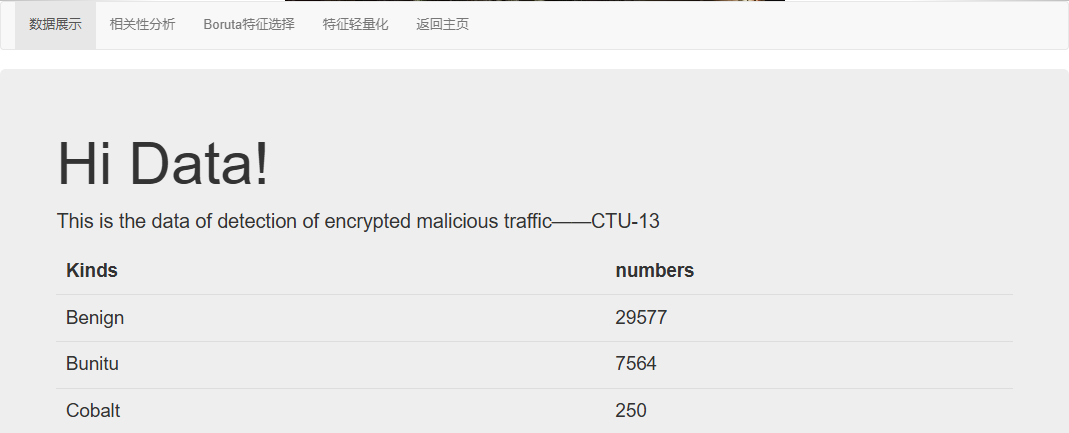 数据展示 相关性分析 Boruta特征选择 特征轻量化 返回主页
Hi Data!
This is the data of detection of encrypted malicious traffic——CTU-13
Kinds numbers
Benign 29577
Bunitu 7564
Cobalt 250